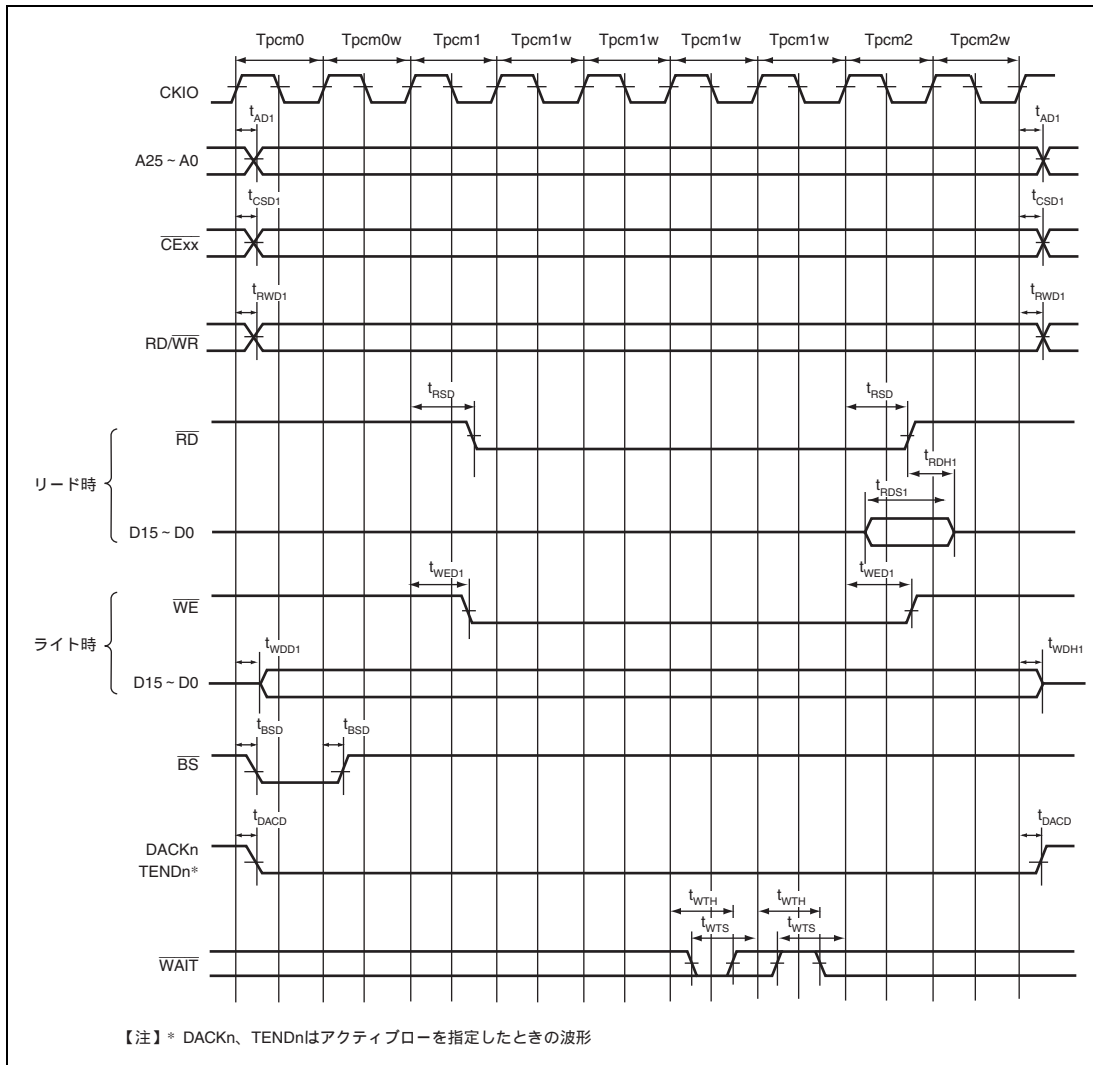 Tpcm0 Tpcm0w Tpcm1 Tpcm1w Tpcm1w Tpcm1w Tpcm1w Tpcm2 Tpcm2w
CKIO
tAD1 tAD1
A25 ~ A0
tCSD1 tCSD1
CExx
tRWD1 tRWD1
RD/WR
tRSD tRSD
RD
tRDH1
リード時
tRDS1
D15 ~ D0
tWED1 tWED1
WE
ライト時
tWDD1 tWDH1
D15 ~ D0
tBSD tBSD
BS
tDACD tDACD
DACKn
TENDn*
tWTH tWTH
tWTS tWTS
WAIT
【注】* DACKn、TENDnはアクティブローを指定したときの波形